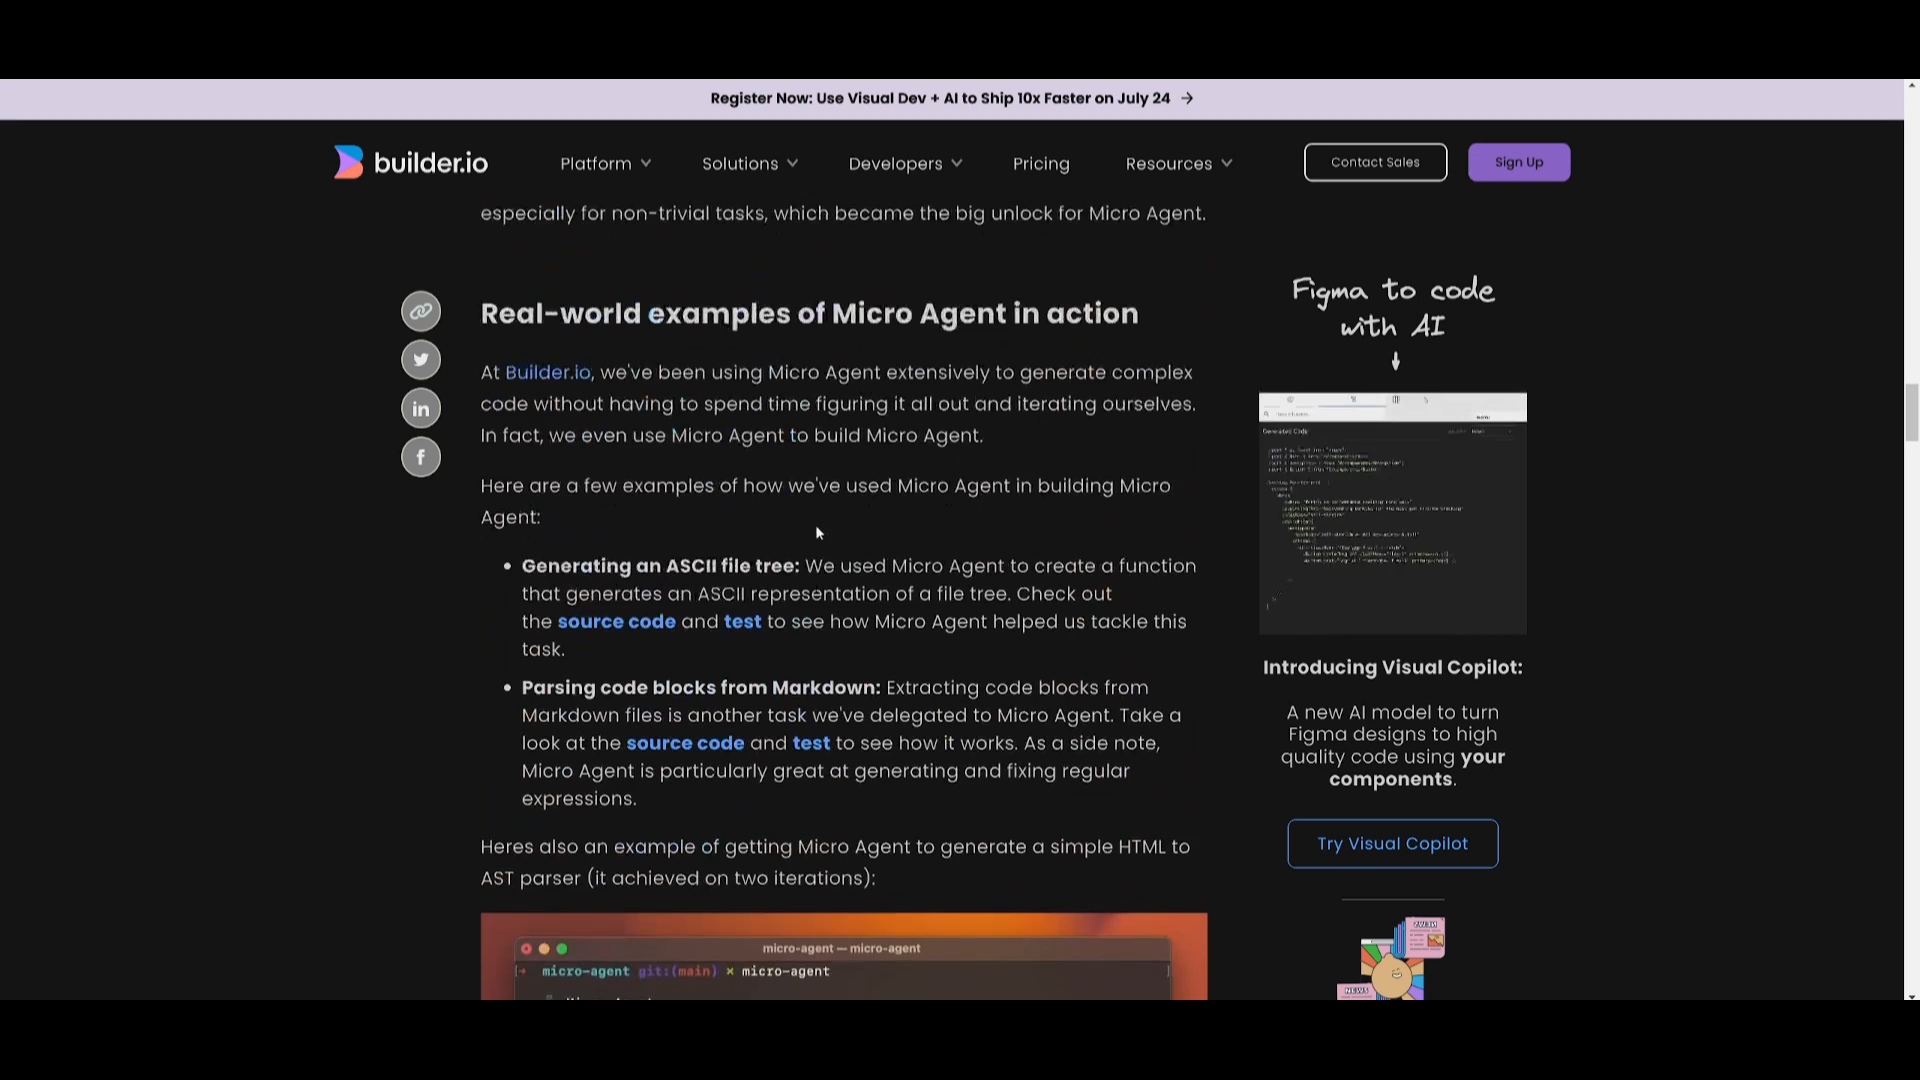 Register Now: Use Visual Dev + AI to Ship 10x Faster on July 24 →
builder.io
Platform
Solutions
Developers
Pricing
Resources
Contact Sales
Sign Up
especially for non-trivial tasks, which became the big unlock for Micro Agent.
Real-world examples of Micro Agent in action
At Builder.io, we've been using Micro Agent extensively to generate complex
code without having to spend time figuring it all out and iterating ourselves.
In fact, we even use Micro Agent to build Micro Agent.
Here are a few examples of how we've used Micro Agent in building Micro
Agent:
• Generating an ASCII file tree: We used Micro Agent to create a function
that generates an ASCII representation of a file tree. Check out
the source code and test to see how Micro Agent helped us tackle this
task.
• Parsing code blocks from Markdown: Extracting code blocks from
Markdown files is another task we've delegated to Micro Agent. Take a
look at the source code and test to see how it works. As a side note,
Micro Agent is particularly great at generating and fixing regular
expressions.
Heres also an example of getting Micro Agent to generate a simple HTML to
AST parser (it achieved on two iterations):
micro-agent — micro-agent
micro-agent git:(main) × micro-agent
Figma to code
with AI
Generated Code
Introducing Visual Copilot:
A new AI model to turn
Figma designs to high
quality code using your
components.
Try Visual Copilot
NEWS
NEWS